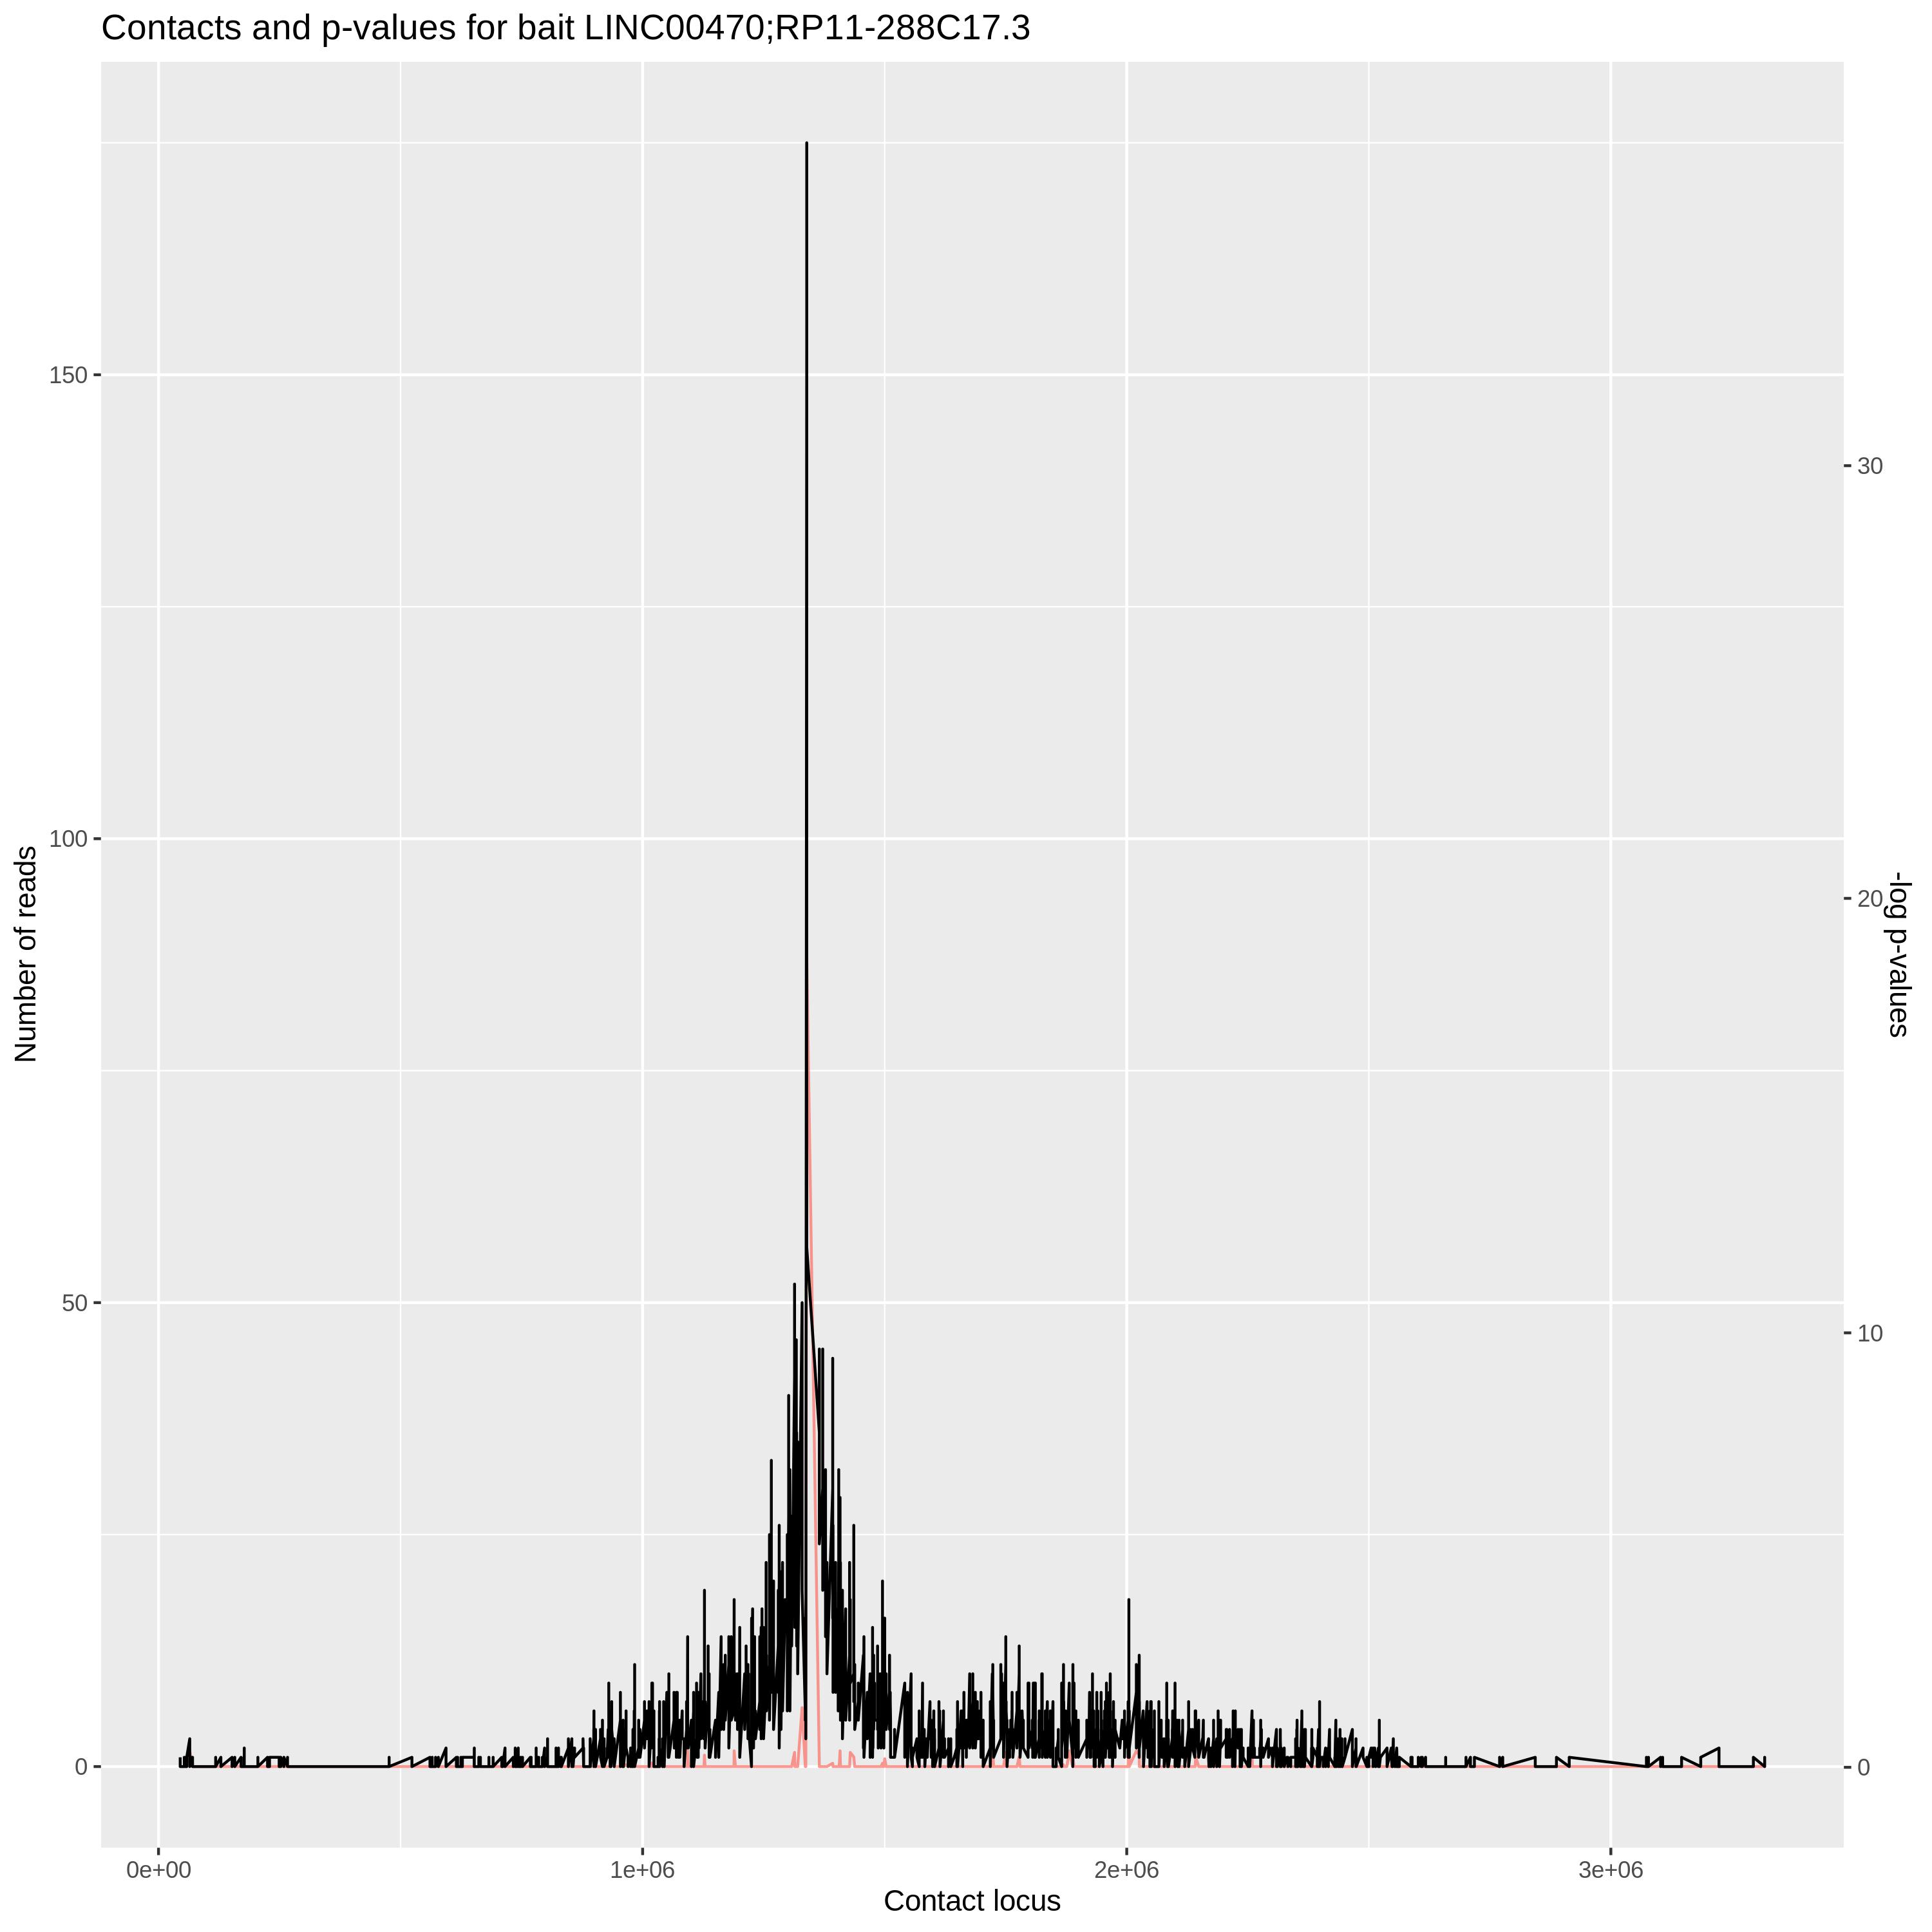 Contacts and p-values for bait LINC00470;RP11-288C17.3
150
100
50
0
Number of reads
30
20
10
0
-log p-values
0e+00
1e+06
2e+06
3e+06
Contact locus